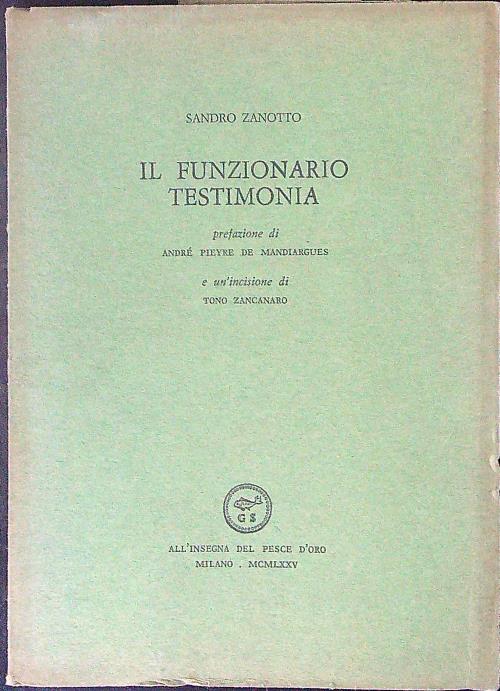 SANDRO ZANOTTO
IL FUNZIONARIO
TESTIMONIA
prefazione di
ANDRÉ PIEYRE DE MANDIARGUES
e un'incisione di
TONO ZANCANARO
G S
ALL'INSEGNA DEL PESCE D'ORO
MILANO . MCMLXXV